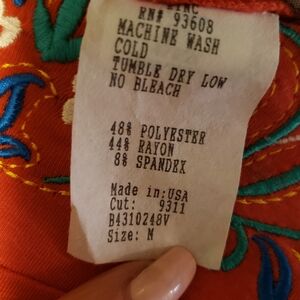 INC
RN# 93608
MACHINE WASH
COLD
TUMBLE DRY LOW
NO BLEACH
48% POLYESTER
44% RAYON
8% SPANDEX
Made in:USA
Cut: 9311
B4310248V
Size: M